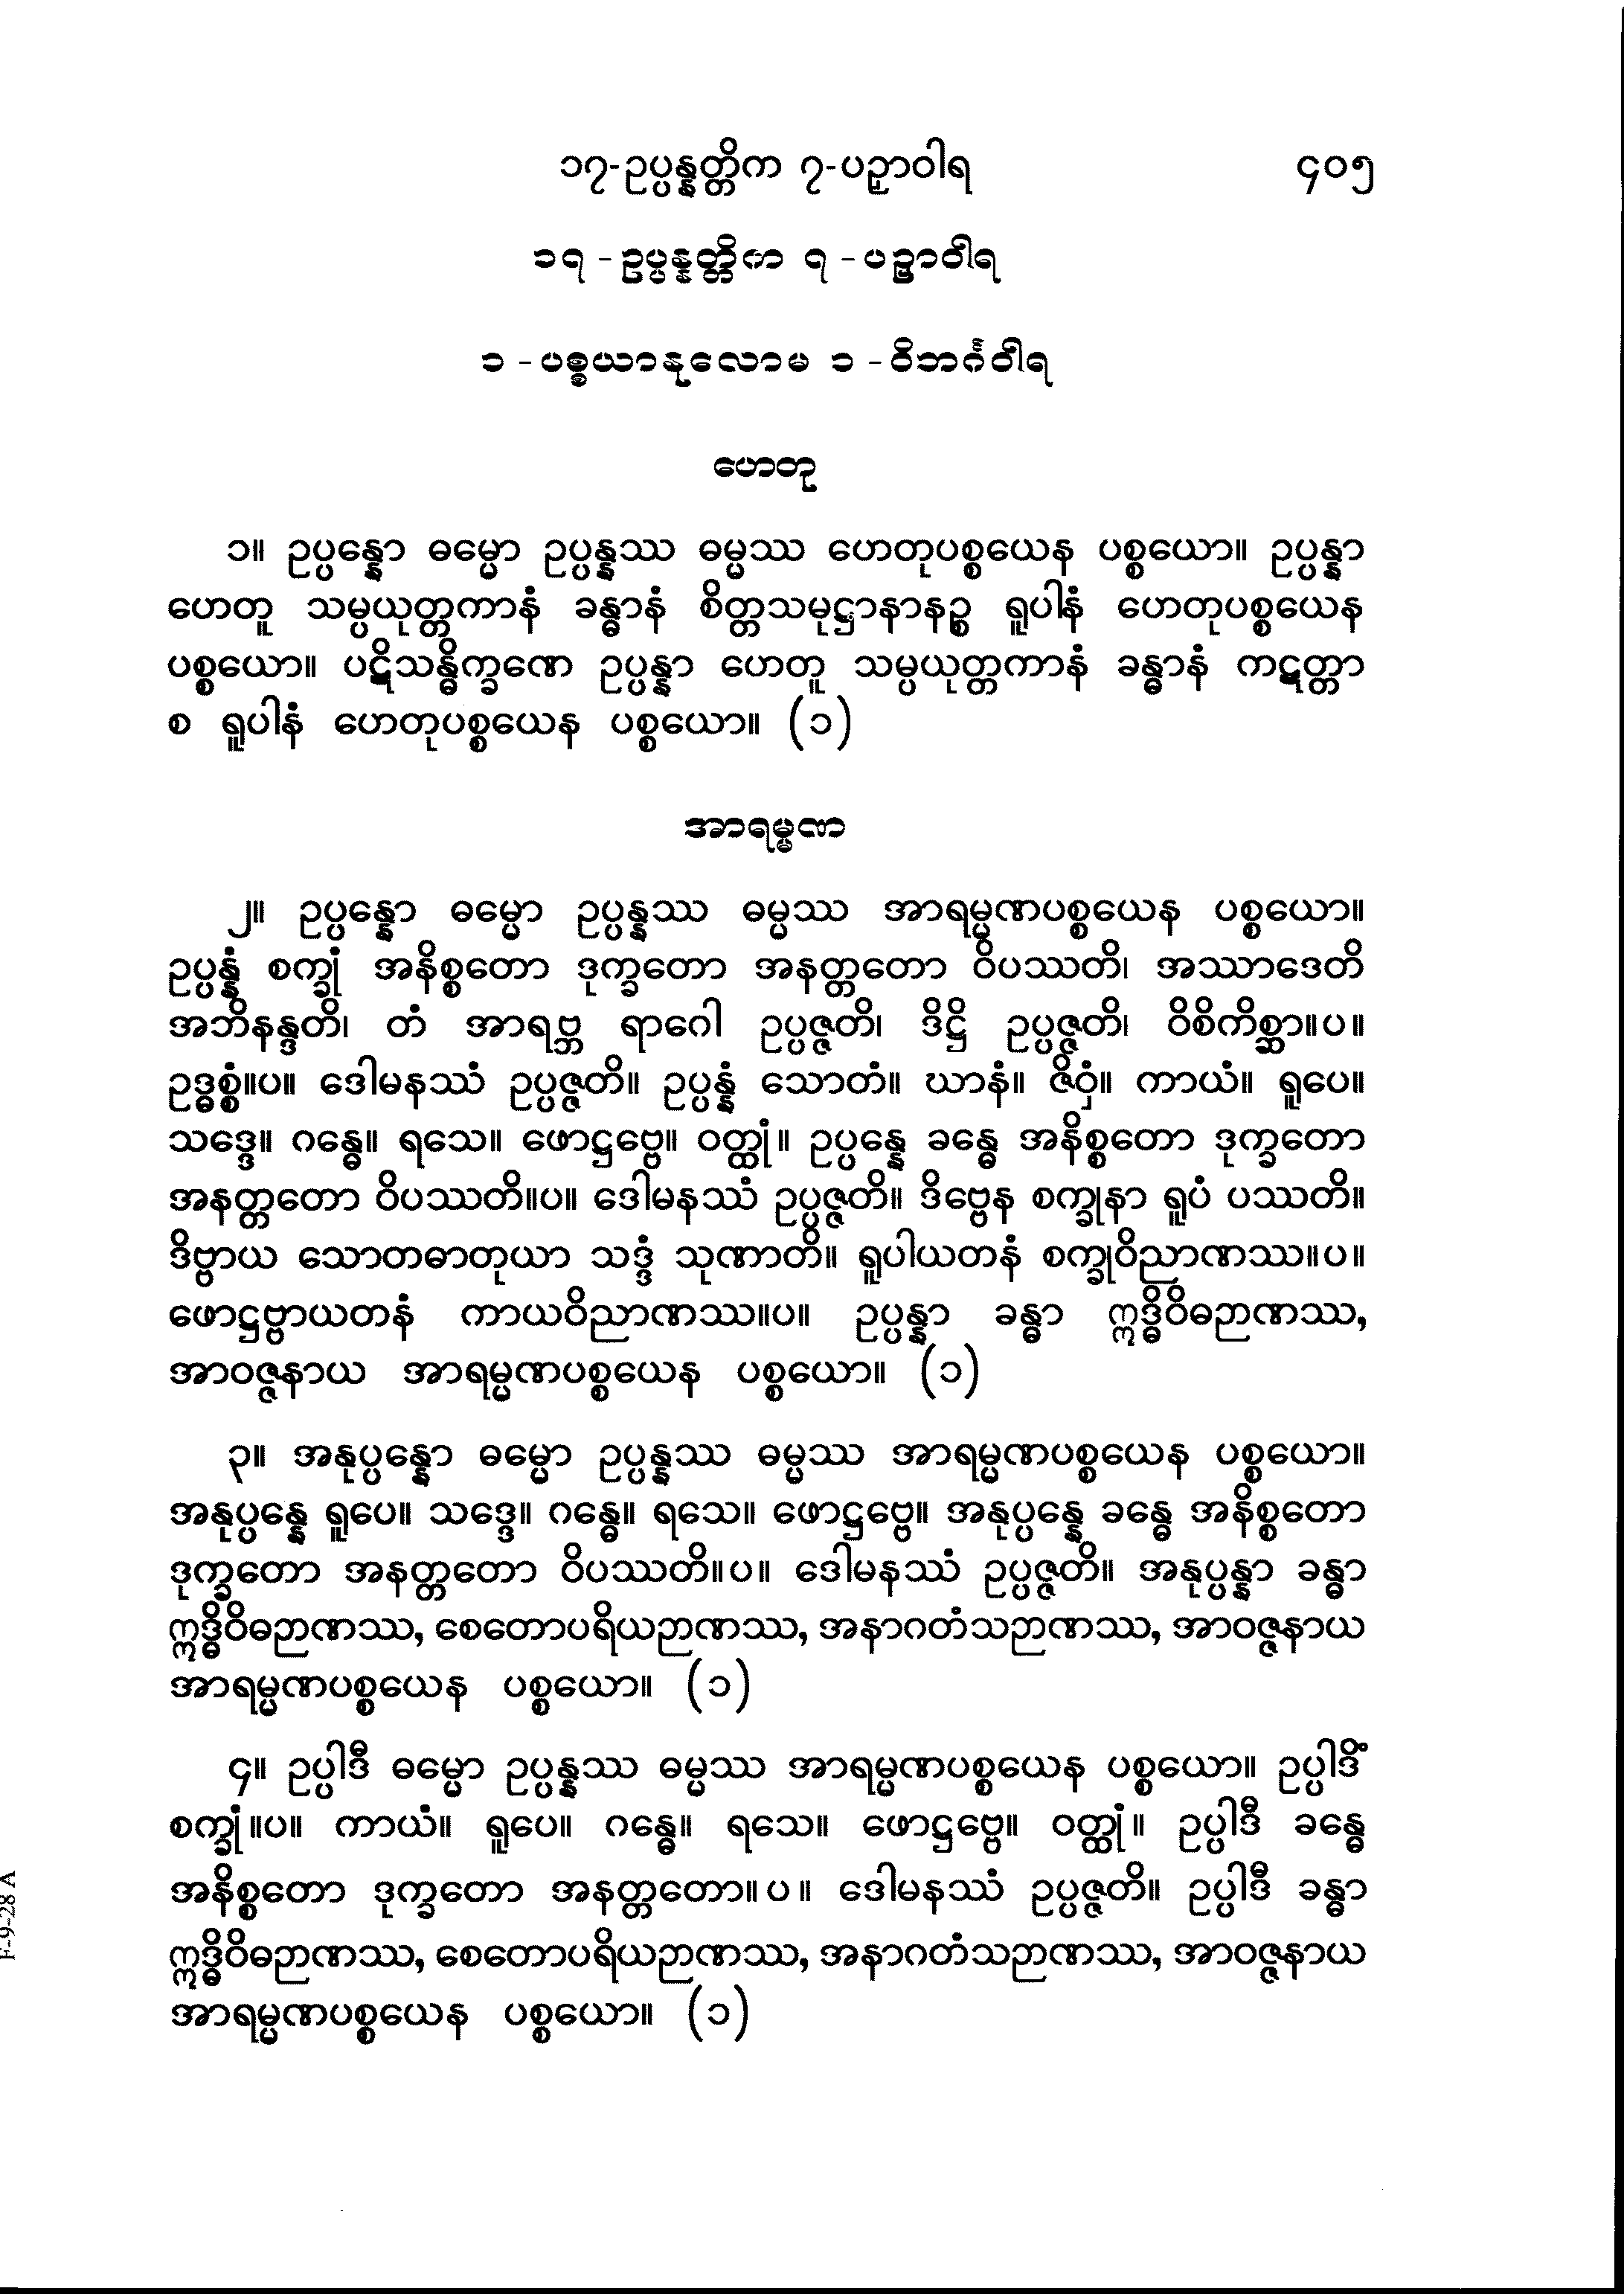 ၁၇-ဥပ္ပန္နတ္တိက ၇-ပဉှာဝါရ ၄၀၅
၁၇ - ဥပ္ပန္နတ္တိက ၇ - ပဉှာဝါရ
၁ - ပစ္စယာနုလောမ ၁ - ဝိဘင်္ဂဝါရ
ဟေတု
၁။ ဥပ္ပန္နော ဓမ္မော ဥပ္ပန္နဿ ဓမ္မဿ ဟေတုပစ္စယေန ပစ္စယော။ ဥပ္ပန္နာ
ဟေတူ သမ္ပယုတ္တကာနံ ခန္ဓာနံ စိတ္တသမုဋ္ဌာနာနဉ္စ ရူပါနံ ဟေတုပစ္စယေန
ပစ္စယော။ ပဋိသန္ဓိက္ခဏေ ဥပ္ပန္နာ ဟေတူ သမ္ပယုတ္တကာနံ ခန္ဓာနံ ကဋတ္တာ
စ ရူပါနံ ဟေတုပစ္စယေန ပစ္စယော။ (၁)
အာရမ္မဏ
၂။ ဥပ္ပန္နော ဓမ္မော ဥပ္ပန္နဿ ဓမ္မဿ အာရမ္မဏပစ္စယေန ပစ္စယော။
ဥပ္ပန္နံ စက္ခုံ အနိစ္စတော ဒုက္ခတော အနတ္တတော ဝိပဿတိ၊ အဿာဒေတိ
အဘိနန္ဒတိ၊ တံ အာရဗ္ဘ ရာဂေါ ဥပ္ပဇ္ဇတိ၊ ဒိဋ္ဌိ ဥပ္ပဇ္ဇတိ၊ ဝိစိကိစ္ဆာ။ပ။
ဥဒ္ဓစ္စံ။ပ။ ဒေါမနဿံ ဥပ္ပဇ္ဇတိ။ ဥပ္ပန္နံ သောတံ။ ဃာနံ။ ဇိဝှံ။ ကာယံ။ ရူပေ။
သဒ္ဒေ။ ဂန္ဓေ။ ရသေ။ ဖောဋ္ဌဗ္ဗေ။ ဝတ္ထုံ။ ဥပ္ပန္နေ ခန္ဓေ အနိစ္စတော ဒုက္ခတော
အနတ္တတော ဝိပဿတိ။ပ။ ဒေါမနဿံ ဥပ္ပဇ္ဇတိ။ ဒိဗ္ဗေန စက္ခုနာ ရူပံ ပဿတိ။
ဒိဗ္ဗာယ သောတဓာတုယာ သဒ္ဒံ သုဏာတိ။ ရူပါယတနံ စက္ခုဝိညာဏဿ။ပ။
ဖောဋ္ဌဗ္ဗာယတနံ ကာယဝိညာဏဿ။ပ။ ဥပ္ပန္နာ ခန္ဓာ ဣဒ္ဓိဝိဓဉာဏဿ,
အာဝဇ္ဇနာယ အာရမ္မဏပစ္စယေန ပစ္စယော။ (၁)
၃။ အနုပ္ပန္နော ဓမ္မော ဥပ္ပန္နဿ ဓမ္မဿ အာရမ္မဏပစ္စယေန ပစ္စယော။
အနုပ္ပန္နေ ရူပေ။ သဒ္ဒေ။ ဂန္ဓေ။ ရသေ။ ဖောဋ္ဌဗ္ဗေ။ အနုပ္ပန္နေ ခန္ဓေ အနိစ္စတော
ဒုက္ခတော အနတ္တတော ဝိပဿတိ။ပ။ ဒေါမနဿံ ဥပ္ပဇ္ဇတိ။ အနုပ္ပန္နာ ခန္ဓာ
ဣဒ္ဓိဝိဓဉာဏဿ, စေတောပရိယဉာဏဿ, အနာဂတံသဉာဏဿ, အာဝဇ္ဇနာယ
အာရမ္မဏပစ္စယေန ပစ္စယော။ (၁)
၄။ ဥပ္ပါဒီ ဓမ္မော ဥပ္ပန္နဿ ဓမ္မဿ အာရမ္မဏပစ္စယေန ပစ္စယော။ ဥပ္ပါဒိံ
စက္ခုံ။ပ။ ကာယံ။ ရူပေ။ ဂန္ဓေ။ ရသေ။ ဖောဋ္ဌဗ္ဗေ။ ဝတ္ထုံ။ ဥပ္ပါဒီ ခန္ဓေ
အနိစ္စတော ဒုက္ခတော အနတ္တတော။ပ။ ဒေါမနဿံ ဥပ္ပဇ္ဇတိ။ ဥပ္ပါဒီ ခန္ဓာ
ဣဒ္ဓိဝိဓဉာဏဿ, စေတောပရိယဉာဏဿ, အနာဂတံသဉာဏဿ, အာဝဇ္ဇနာယ
အာရမ္မဏပစ္စယေန ပစ္စယော။ (၁)
F-9-28 A